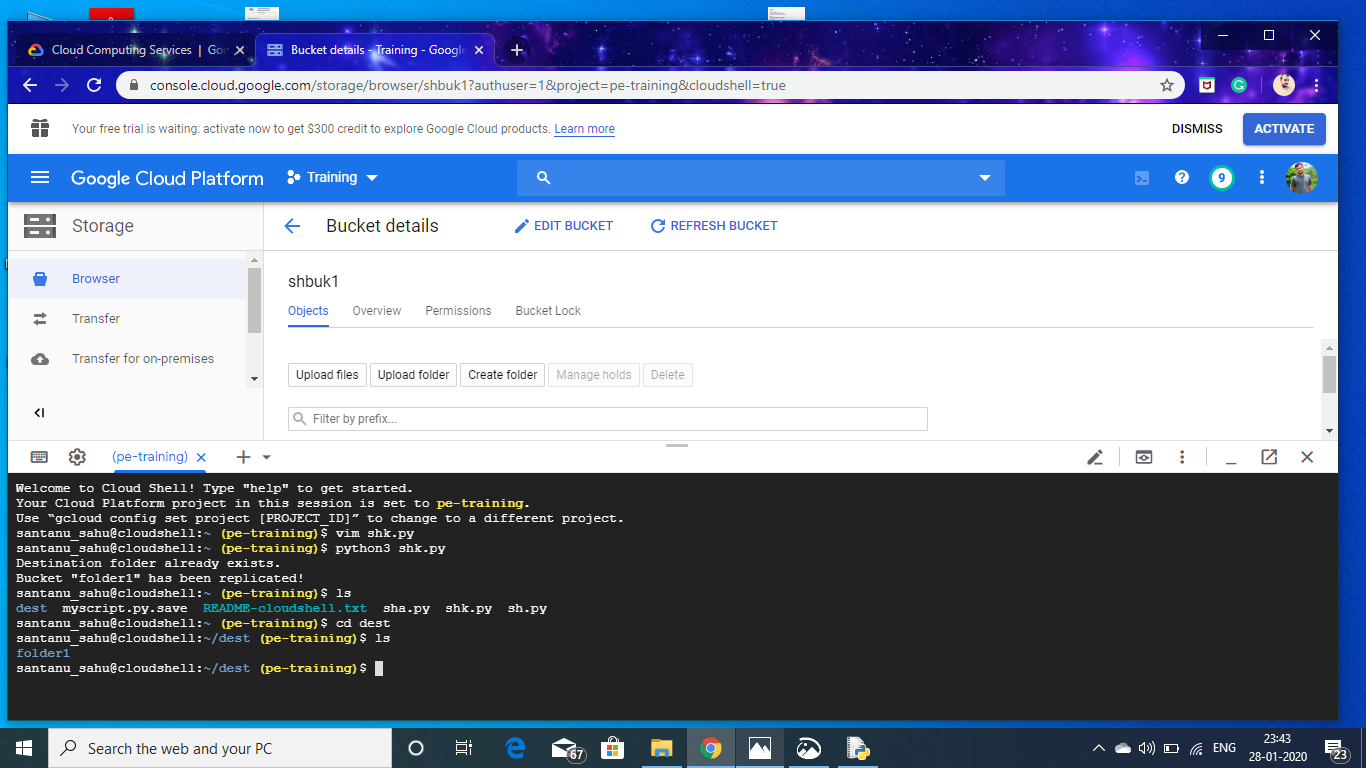 Cloud Computing Services | Goo
Bucket details - Training - Google
console.cloud.google.com/storage/browser/shbuk1?authuser=1&project=pe-training&cloudshell=true
Your free trial is waiting: activate now to get $300 credit to explore Google Cloud products. Learn more
DISMISS
ACTIVATE
Google Cloud Platform
Training
9
Storage
Bucket details
EDIT BUCKET
REFRESH BUCKET
Browser
Transfer
Transfer for on-premises
shbuk1
Objects
Overview
Permissions
Bucket Lock
Upload files
Upload folder
Create folder
Manage holds
Delete
Filter by prefix...
(pe-training)
Welcome to Cloud Shell! Type "help" to get started.
Your Cloud Platform project in this session is set to pe-training.
Use “gcloud config set project [PROJECT_ID]” to change to a different project.
santanu_sahu@cloudshell:~ (pe-training)$ vim shk.py
santanu_sahu@cloudshell:~ (pe-training)$ python3 shk.py
Destination folder already exists.
Bucket "folder1" has been replicated!
santanu_sahu@cloudshell:~ (pe-training)$ ls
dest myscript.py.save README-cloudshell.txt sha.py shk.py sh.py
santanu_sahu@cloudshell:~ (pe-training)$ cd dest
santanu_sahu@cloudshell:~/dest (pe-training)$ ls
folder1
santanu_sahu@cloudshell:~/dest (pe-training)$
Search the web and your PC
67
ENG
23:43
28-01-2020
23